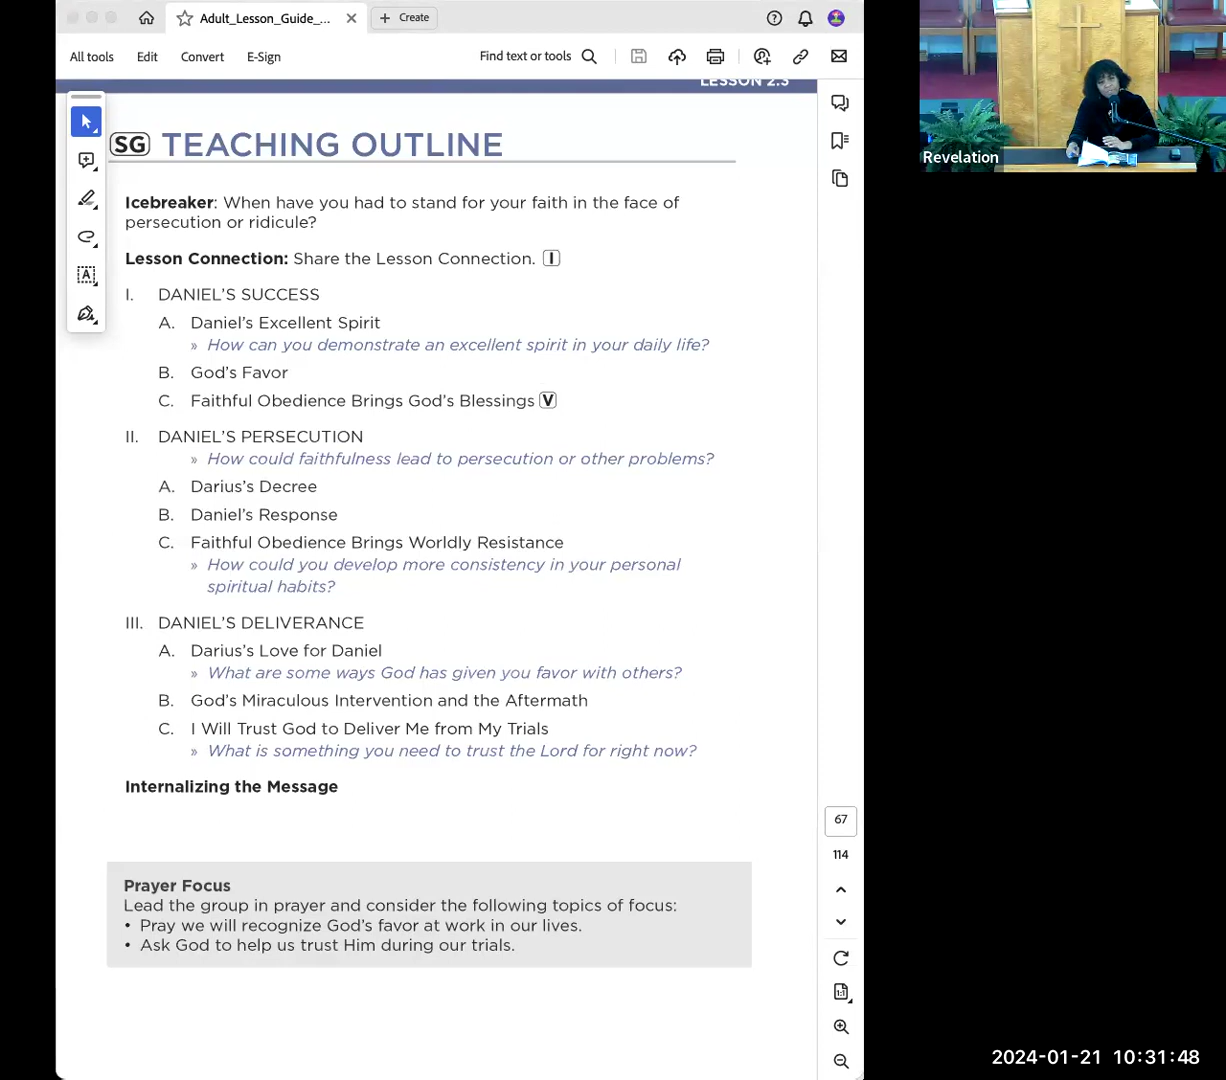 Adult_Lesson_Guide_...
Create
All tools
Edit
Convert
E-Sign
Find text or tools
LESSON 2.3
SG TEACHING OUTLINE
Icebreaker: When have you had to stand for your faith in the face of
persecution or ridicule?
Lesson Connection: Share the Lesson Connection. I
I. DANIEL’S SUCCESS
A. Daniel’s Excellent Spirit
» How can you demonstrate an excellent spirit in your daily life?
B. God’s Favor
C. Faithful Obedience Brings God’s Blessings V
II. DANIEL’S PERSECUTION
» How could faithfulness lead to persecution or other problems?
A. Darius’s Decree
B. Daniel’s Response
C. Faithful Obedience Brings Worldly Resistance
» How could you develop more consistency in your personal
spiritual habits?
III. DANIEL’S DELIVERANCE
A. Darius’s Love for Daniel
» What are some ways God has given you favor with others?
B. God’s Miraculous Intervention and the Aftermath
C. I Will Trust God to Deliver Me from My Trials
» What is something you need to trust the Lord for right now?
Internalizing the Message
Prayer Focus
Lead the group in prayer and consider the following topics of focus:
• Pray we will recognize God’s favor at work in our lives.
• Ask God to help us trust Him during our trials.
67
114
1:1
Revelation
2024-01-21 10:31:48